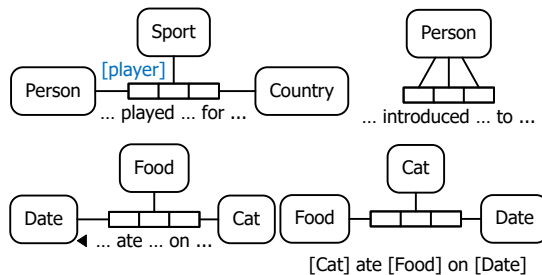 Sport
Person
[player]
Person
Country
... played ... for ...
... introduced ... to ...
Food
Cat
Date
Cat
Food
Date
◄ ... ate ... on ...
[Cat] ate [Food] on [Date]